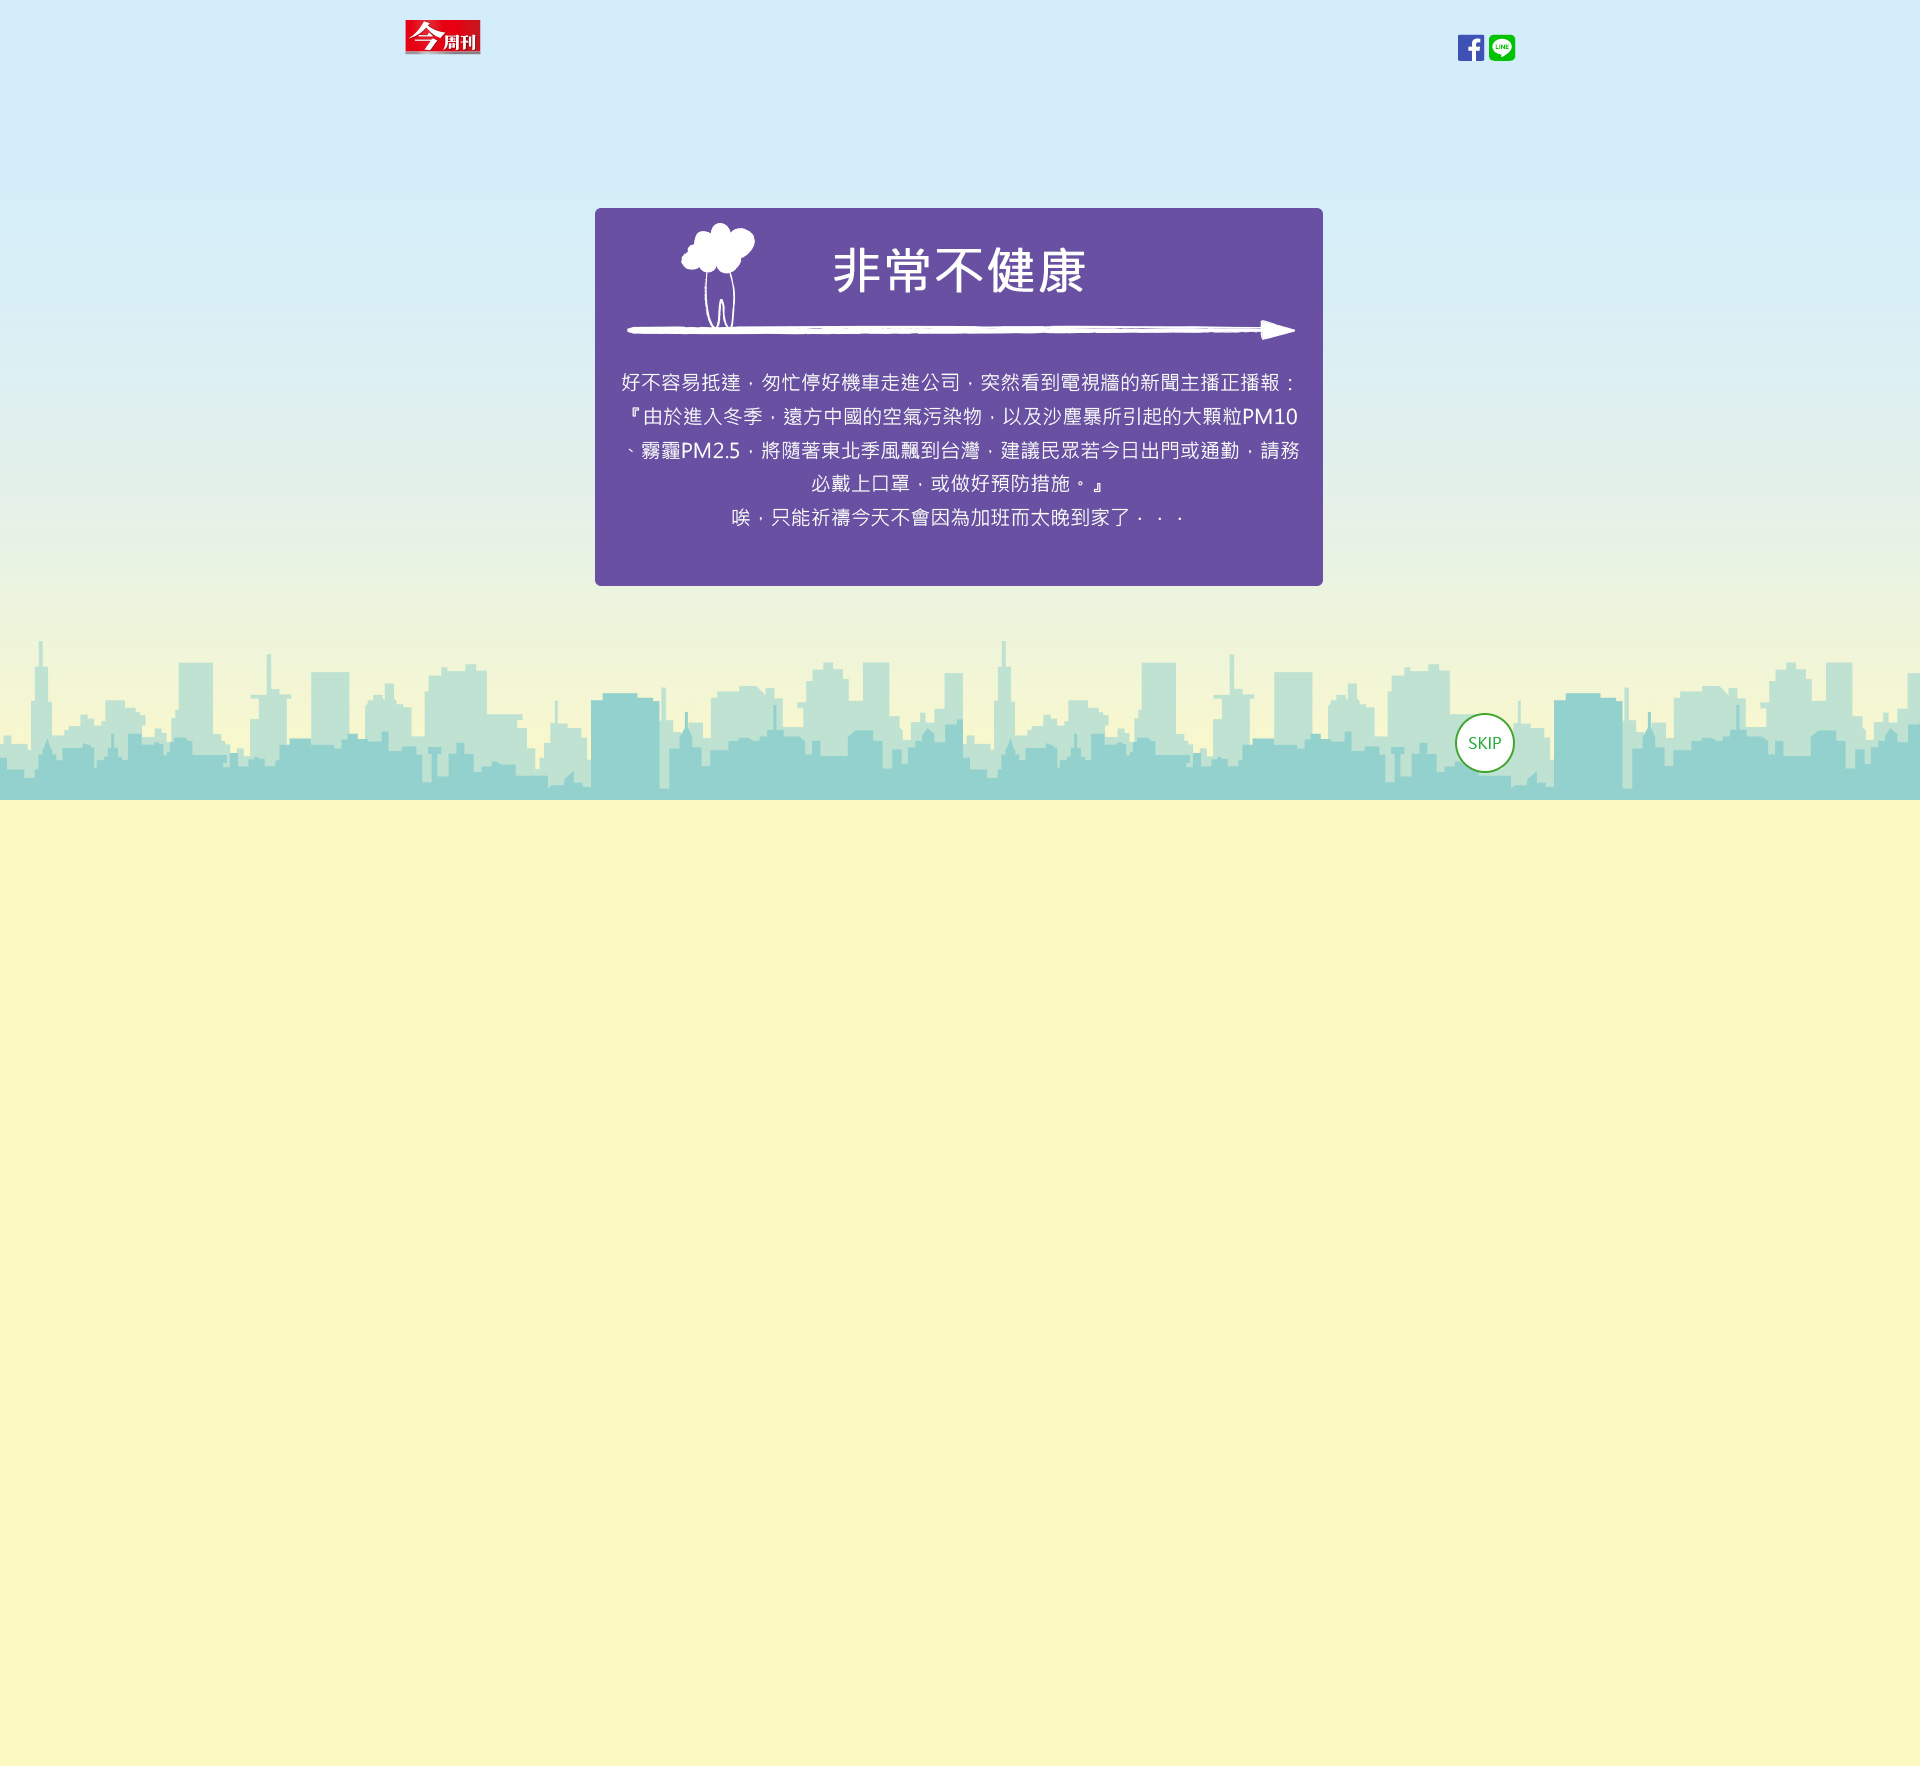 今周刊
LINE
非常不健康
好不容易抵達，匆忙停好機車走進公司，突然看到電視牆的新聞主播正播報：
『由於進入冬季，遠方中國的空氣污染物，以及沙塵暴所引起的大顆粒PM10
、霧霾PM2.5，將隨著東北季風飄到台灣，建議民眾若今日出門或通勤，請務
必戴上口罩，或做好預防措施。』
唉，只能祈禱今天不會因為加班而太晚到家了．．．
SKIP